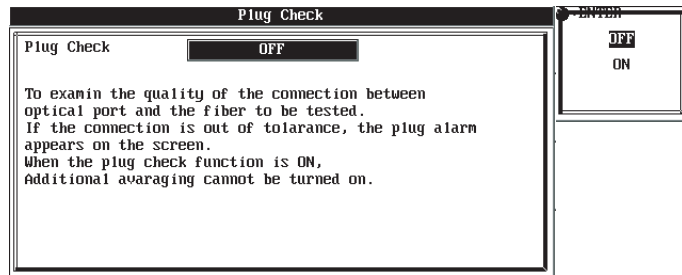 Plug Check
Plug Check OFF
To examin the quality of the connection between
optical port and the fiber to be tested.
If the connection is out of tolarance, the plug alarm
appears on the screen.
When the plug check function is ON,
Additional avaraging cannot be turned on.
ENTER
OFF
ON